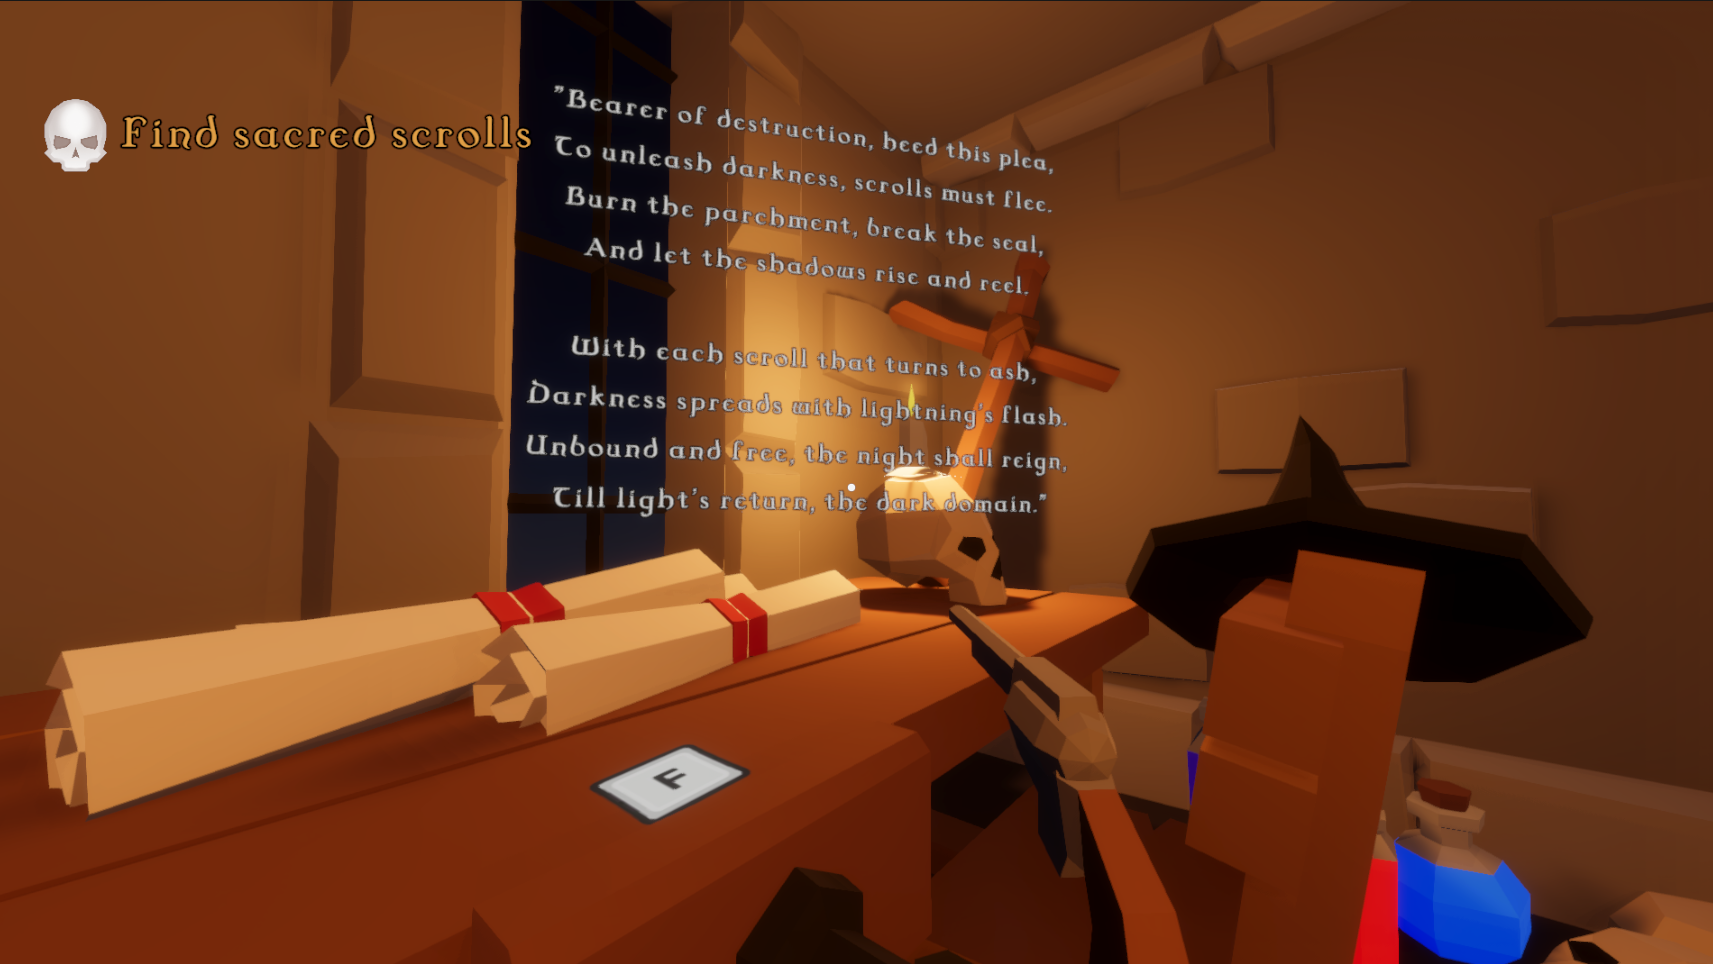 Find sacred scrolls
"Bearer of destruction, heed this plea,
To unleash darkness, scrolls must flee.
Burn the parchment, break the seal,
And let the shadows rise and reel.
With each scroll that turns to ash,
Darkness spreads with lightning's flash.
Unbound and free, the night shall reign,
Till light's return, the dark domain."
F